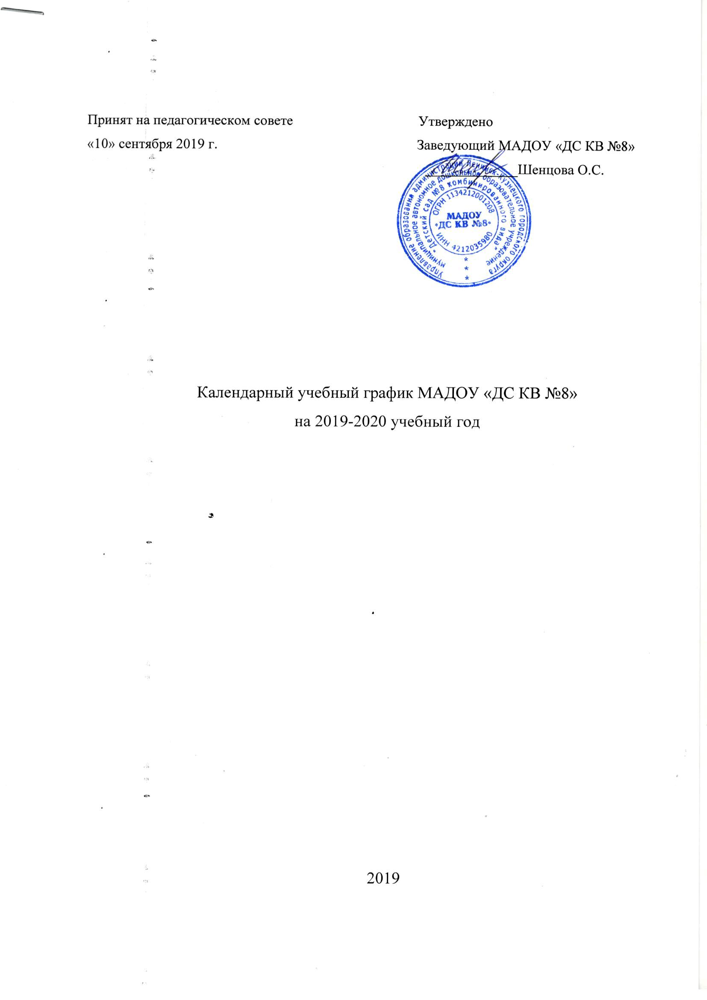 Принят на педагогическом совете
«10» сентября 2019 г.
Утверждено
Заведующий МАДОУ «ДС КВ №8»
Шенцова О.С.
Управление образования администрации Ленинск-Кузнецкого городского округа
муниципальное автономное дошкольное образовательное учреждение
"Детский сад №8 комбинированного вида"
ОГРН 1134212001208
МАДОУ
«ДС КВ №8»
ИНН 4212035980
* * *
Календарный учебный график МАДОУ «ДС КВ №8»
на 2019-2020 учебный год
2019